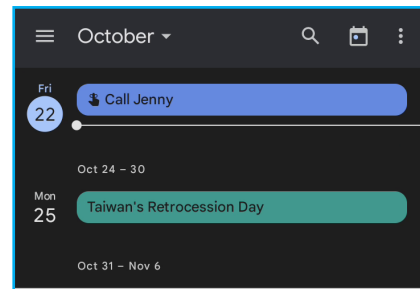 October
Fri
22
Call Jenny
Oct 24 – 30
Mon
25
Taiwan's Retrocession Day
Oct 31 – Nov 6